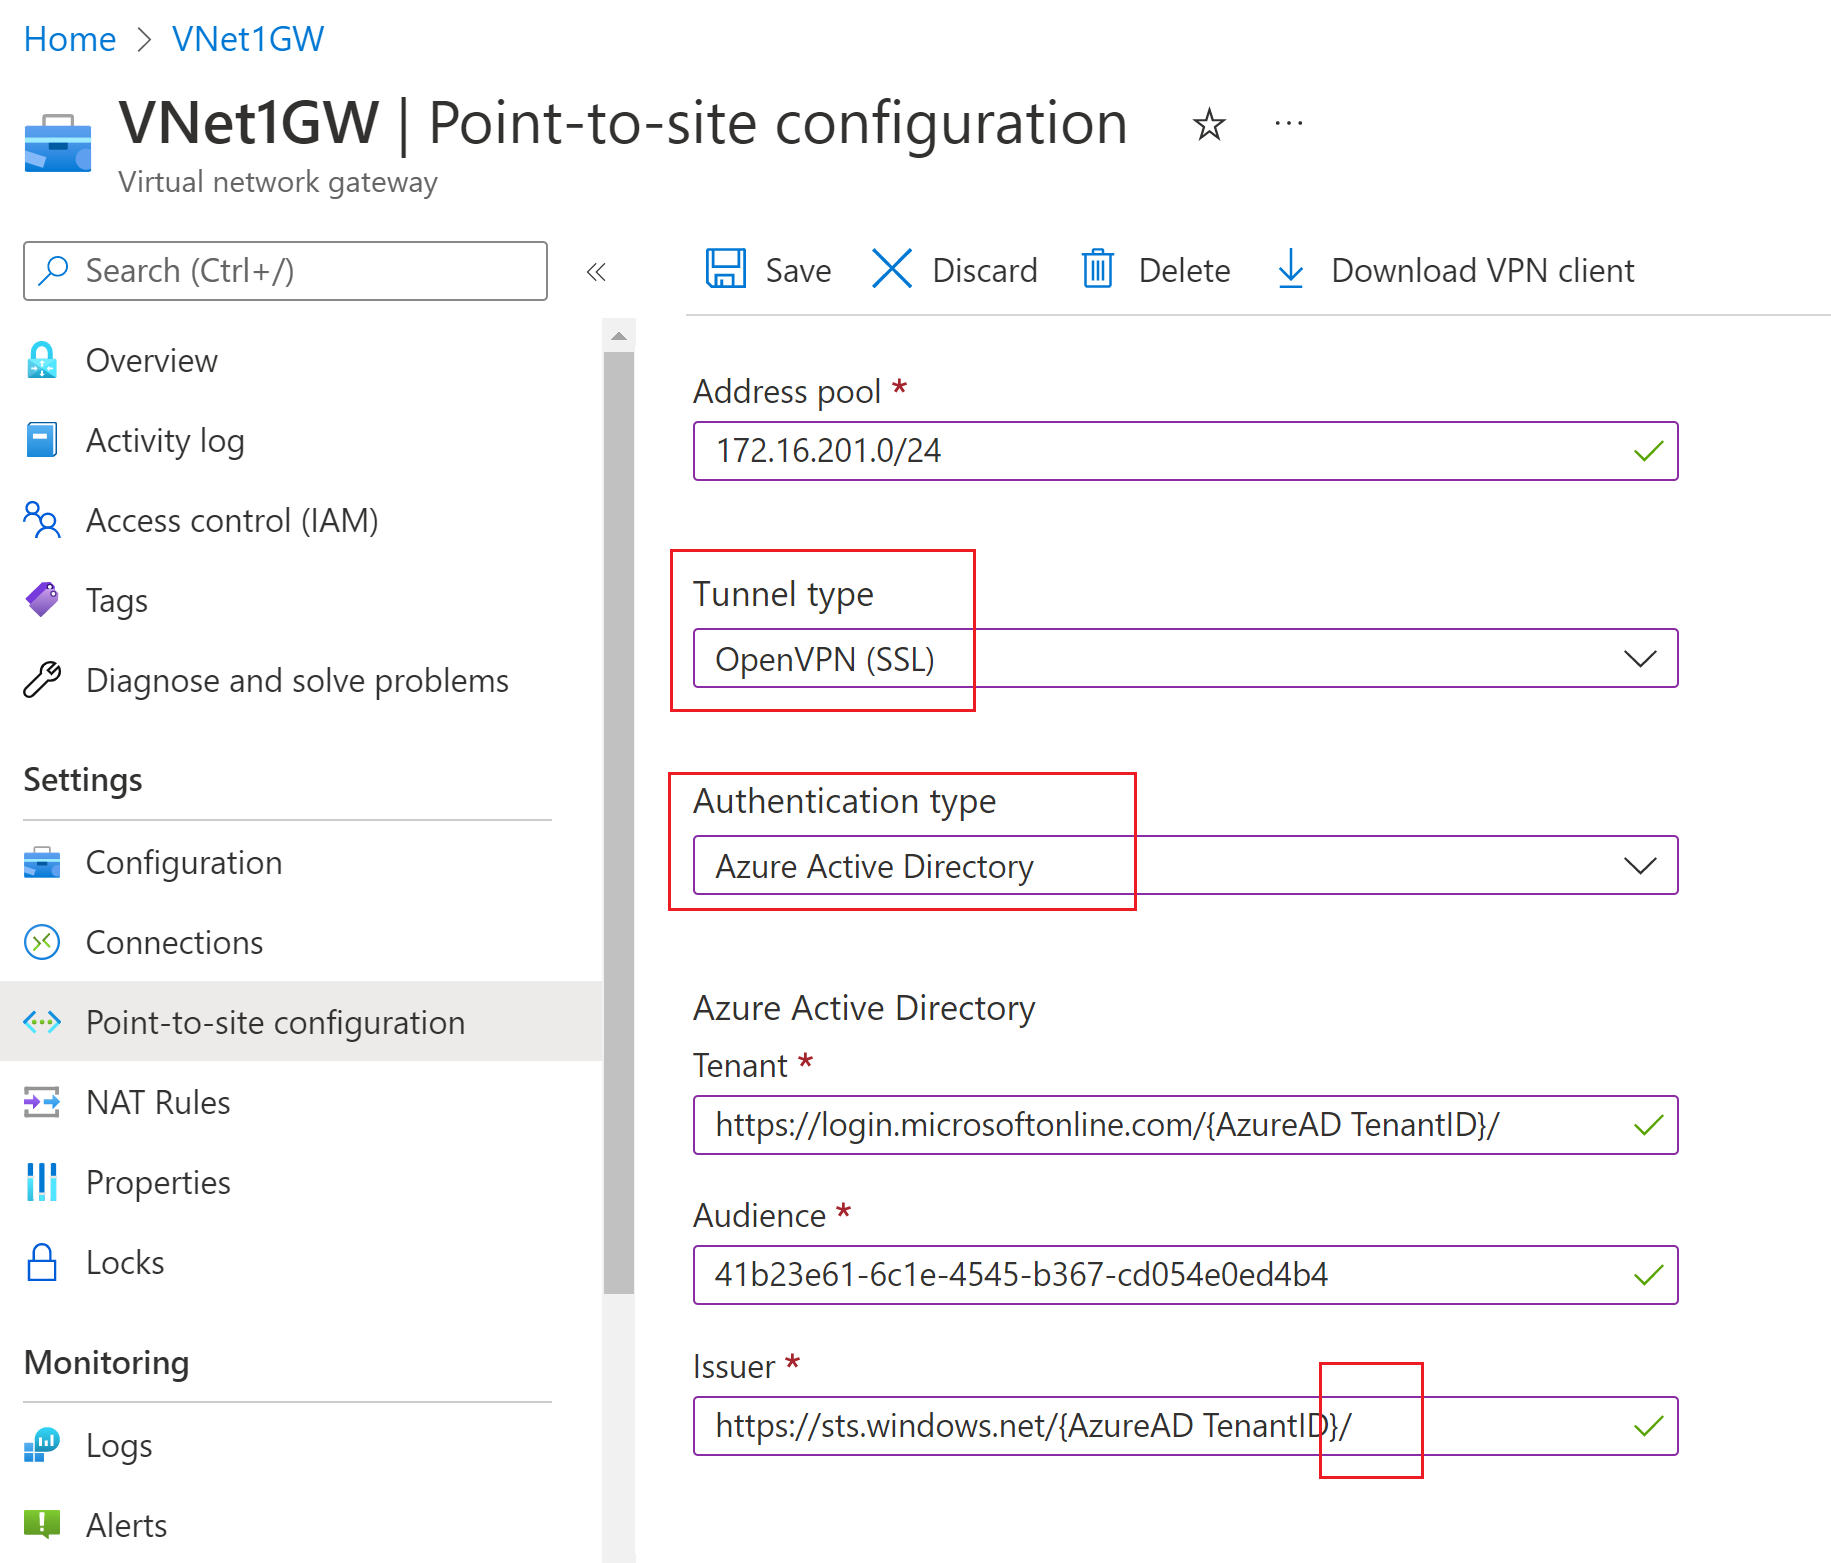 Home > VNet1GW
VNet1GW | Point-to-site configuration
Virtual network gateway
Search (Ctrl+/)
Overview
Activity log
Access control (IAM)
Tags
Diagnose and solve problems
Settings
Configuration
Connections
Point-to-site configuration
NAT Rules
Properties
Locks
Monitoring
Logs
Alerts
Save Discard Delete Download VPN client
Address pool *
172.16.201.0/24
Tunnel type
OpenVPN (SSL)
Authentication type
Azure Active Directory
Azure Active Directory
Tenant *
https://login.microsoftonline.com/{AzureAD TenantID}/
Audience *
41b23e61-6c1e-4545-b367-cd054e0ed4b4
Issuer *
https://sts.windows.net/{AzureAD TenantID}/